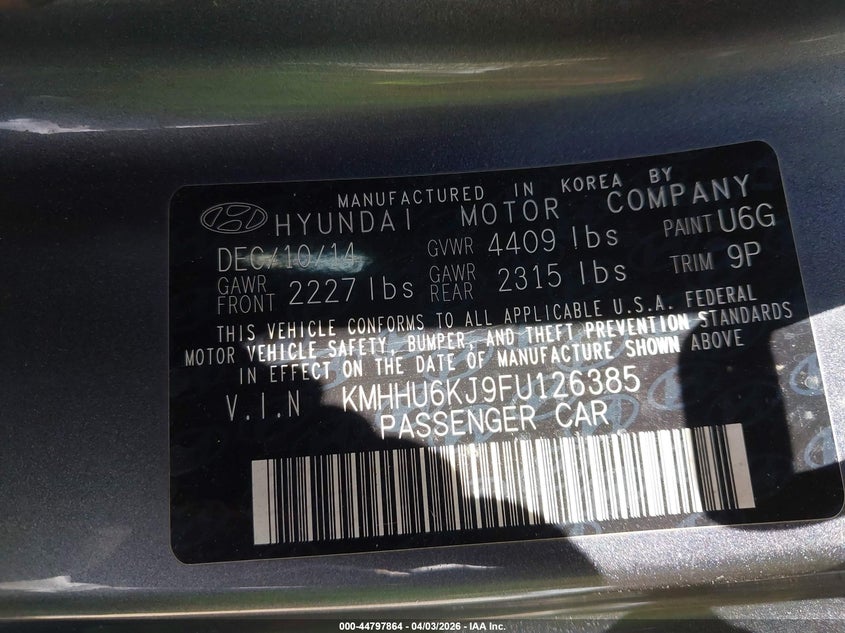 MANUFACTURED IN KOREA BY
HYUNDAI MOTOR COMPANY
DEC/10/14 GVWR 4409 lbs PAINT U6G
GAWR FRONT 2227 lbs GAWR REAR 2315 lbs TRIM 9P
THIS VEHICLE CONFORMS TO ALL APPLICABLE U.S.A. FEDERAL
MOTOR VEHICLE SAFETY, BUMPER, AND THEFT PREVENTION STANDARDS
IN EFFECT ON THE DATE OF MANUFACTURE SHOWN ABOVE
V.I.N KMHHU6KJ9FU126385
PASSENGER CAR
000-44797864 - 04/03/2026 - IAA Inc.